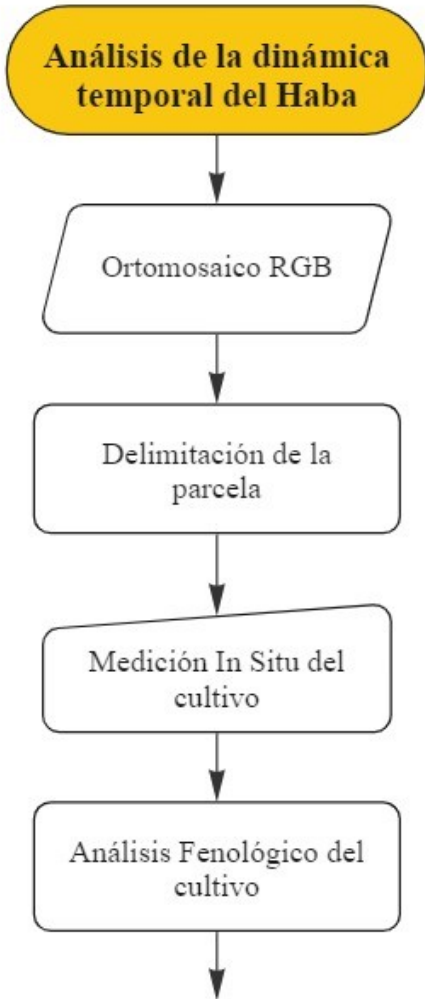 Análisis de la dinámica
temporal del Haba
Ortomosaico RGB
Delimitación de la
parcela
Medición In Situ del
cultivo
Análisis Fenológico del
cultivo